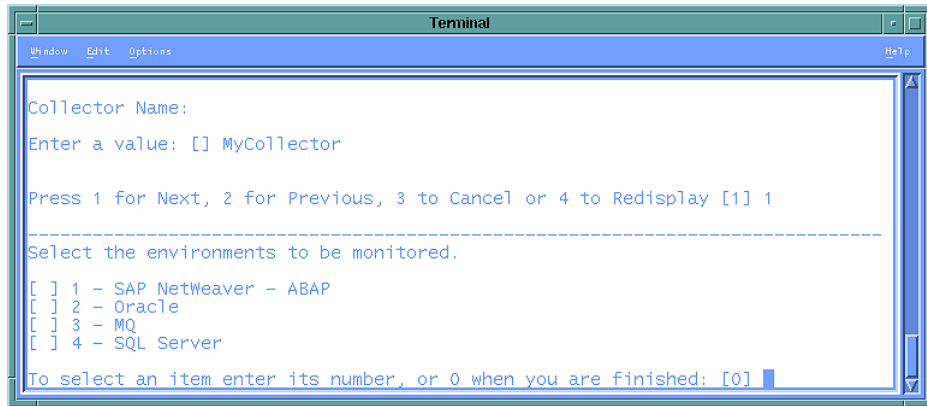 Terminal
Window Edit Options Help
Collector Name:
Enter a value: [] MyCollector
Press 1 for Next, 2 for Previous, 3 to Cancel or 4 to Redisplay [1] 1
-------------------------------------------------------------------------------
Select the environments to be monitored.
[ ] 1 - SAP NetWeaver - ABAP
[ ] 2 - Oracle
[ ] 3 - MQ
[ ] 4 - SQL Server
To select an item enter its number, or 0 when you are finished: [0]